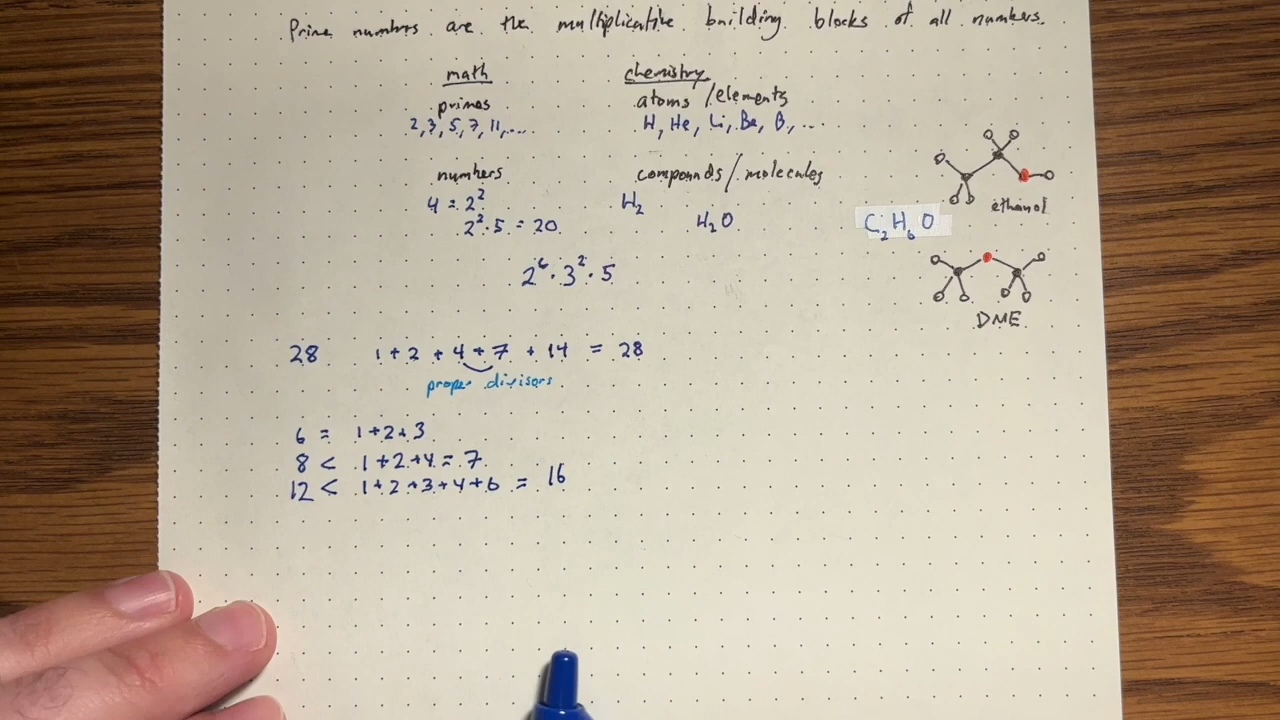 Prime numbers are the multiplicative building blocks of all numbers.
math
chemistry
primes
atoms/elements
2, 3, 5, 7, 11, ...
H, He, Li, Be, B, ...
numbers
compounds/molecules
4 = 2²
H₂
ethanol
2²·5 = 20
H₂O
C₂H₆O
2⁶·3²·5
DME
28 1 + 2 + 4 + 7 + 14 = 28
proper divisors
6 = 1+2+3
8 < 1+2+4 = 7
12 < 1+2+3+4+6 = 16